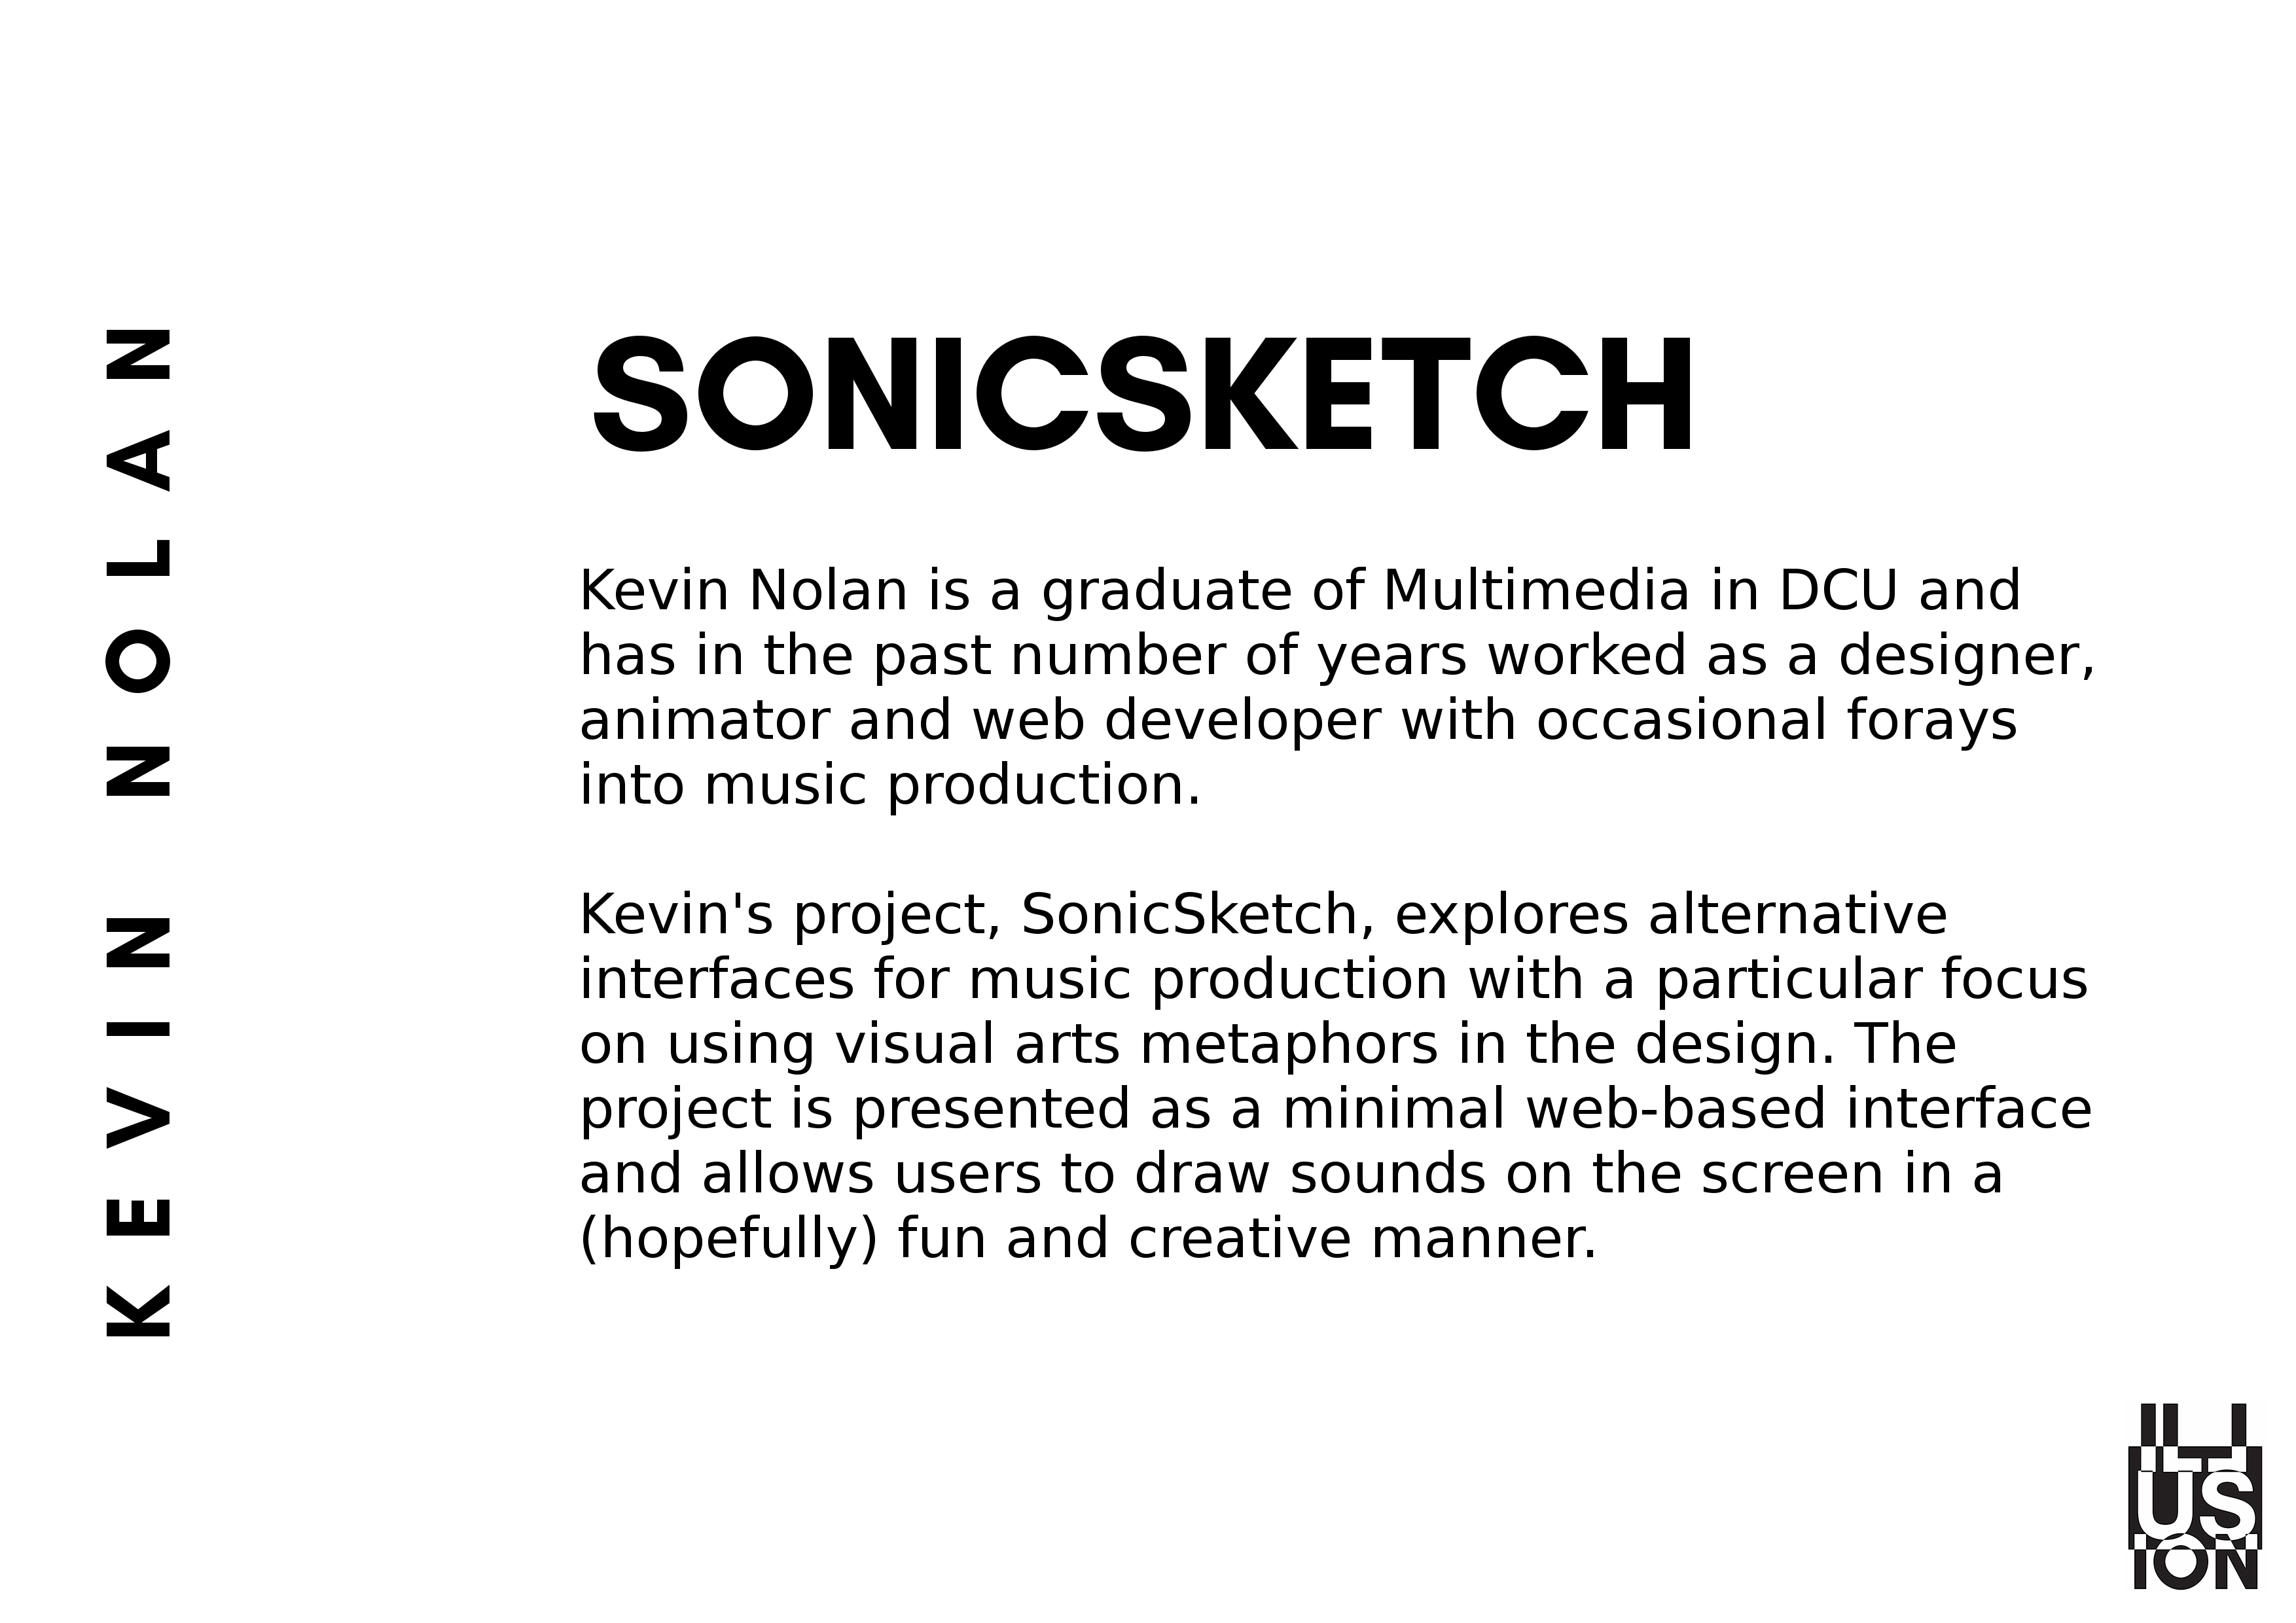 KEVIN NOLAN
SONICSKETCH
Kevin Nolan is a graduate of Multimedia in DCU and
has in the past number of years worked as a designer,
animator and web developer with occasional forays
into music production.
Kevin's project, SonicSketch, explores alternative
interfaces for music production with a particular focus
on using visual arts metaphors in the design. The
project is presented as a minimal web-based interface
and allows users to draw sounds on the screen in a
(hopefully) fun and creative manner.
ILL
US
ION